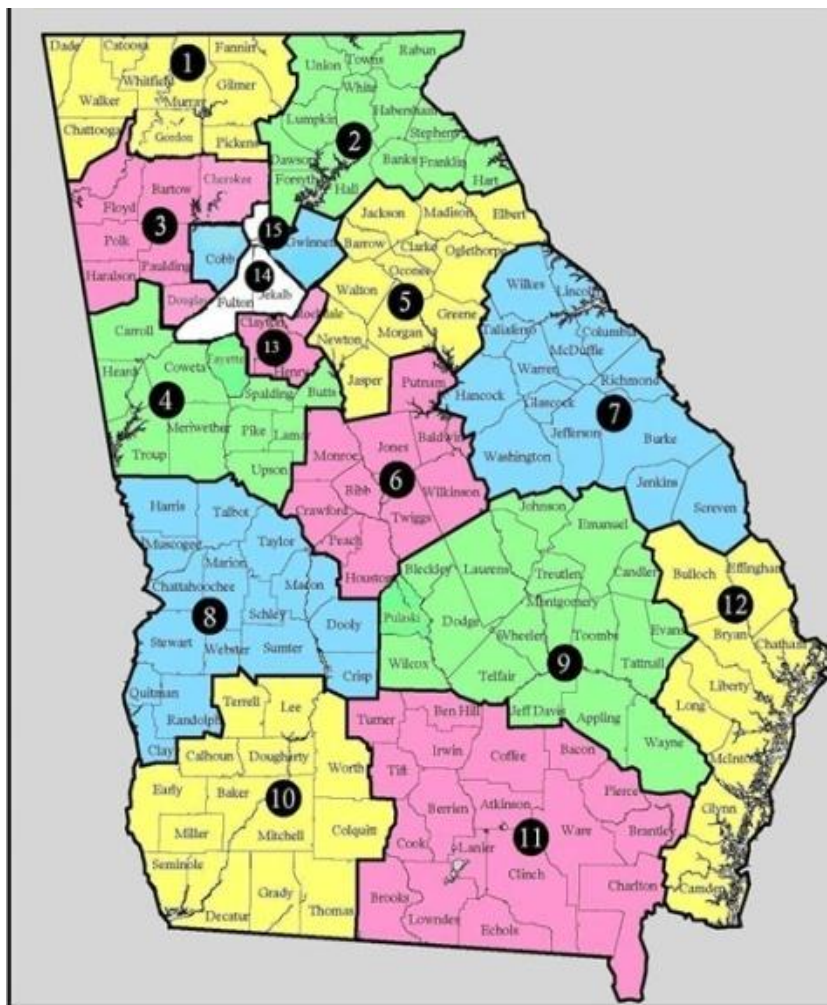 Dade
Catoosa
Fannin
1
Whitfield
Murray
Gilmer
Walker
Chattooga
Gordon
Pickens
Rabun
Towns
Union
White
Habersham
Lumpkin
Stephens
2
Dawson
Banks
Franklin
Forsyth
Hall
Hart
Cherokee
Bartow
Floyd
3
Polk
Paulding
Haralson
Douglas
15
Cobb
Gwinnett
14
Fulton
Jekalb
Clayton
13
Henry
Jackson
Madison
Elbert
Barrow
Clarke
Oglethorpe
Oconee
Walton
5
Greene
Morgan
Newton
Jasper
Carroll
Coweta
Fayette
Heard
4
Spalding
Butts
Meriwether
Pike
Lamar
Troup
Upson
Putnam
Jones
Baldwin
Monroe
6
Bibb
Wilkinson
Crawford
Twiggs
Peach
Houston
Wilkes
Lincoln
Taliaferro
Columbia
McDuffie
Warren
Richmond
Hancock
Glascock
7
Jefferson
Burke
Washington
Jenkins
Screven
Harris
Talbot
Taylor
Muscogee
Marion
Chattahoochee
Macon
8
Schley
Dooly
Stewart
Webster
Sumter
Crisp
Quitman
Randolph
Clay
Johnson
Emanuel
Bleckley
Laurens
Treutlen
Candler
Montgomery
Pulaski
Dodge
Wheeler
Toombs
Evans
Wilcox
9
Tattnall
Telfair
Jeff Davis
Appling
Wayne
Bulloch
Effingham
12
Bryan
Chatham
Liberty
Long
McIntosh
Glynn
Camden
Terrell
Lee
Calhoun
Dougherty
Worth
Early
Baker
10
Miller
Mitchell
Colquitt
Seminole
Grady
Decatur
Thomas
Turner
Ben Hill
Irwin
Coffee
Bacon
Tift
Pierce
Berrien
Atkinson
Ware
Brantley
11
Cook
Lanier
Clinch
Charlton
Brooks
Lowndes
Echols